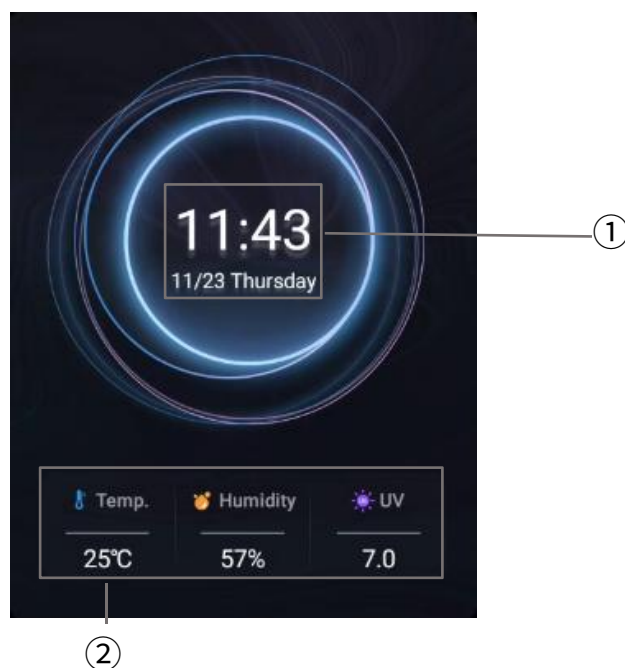 11:43
11/23 Thursday
①
Temp. Humidity UV
25℃ 57% 7.0
②